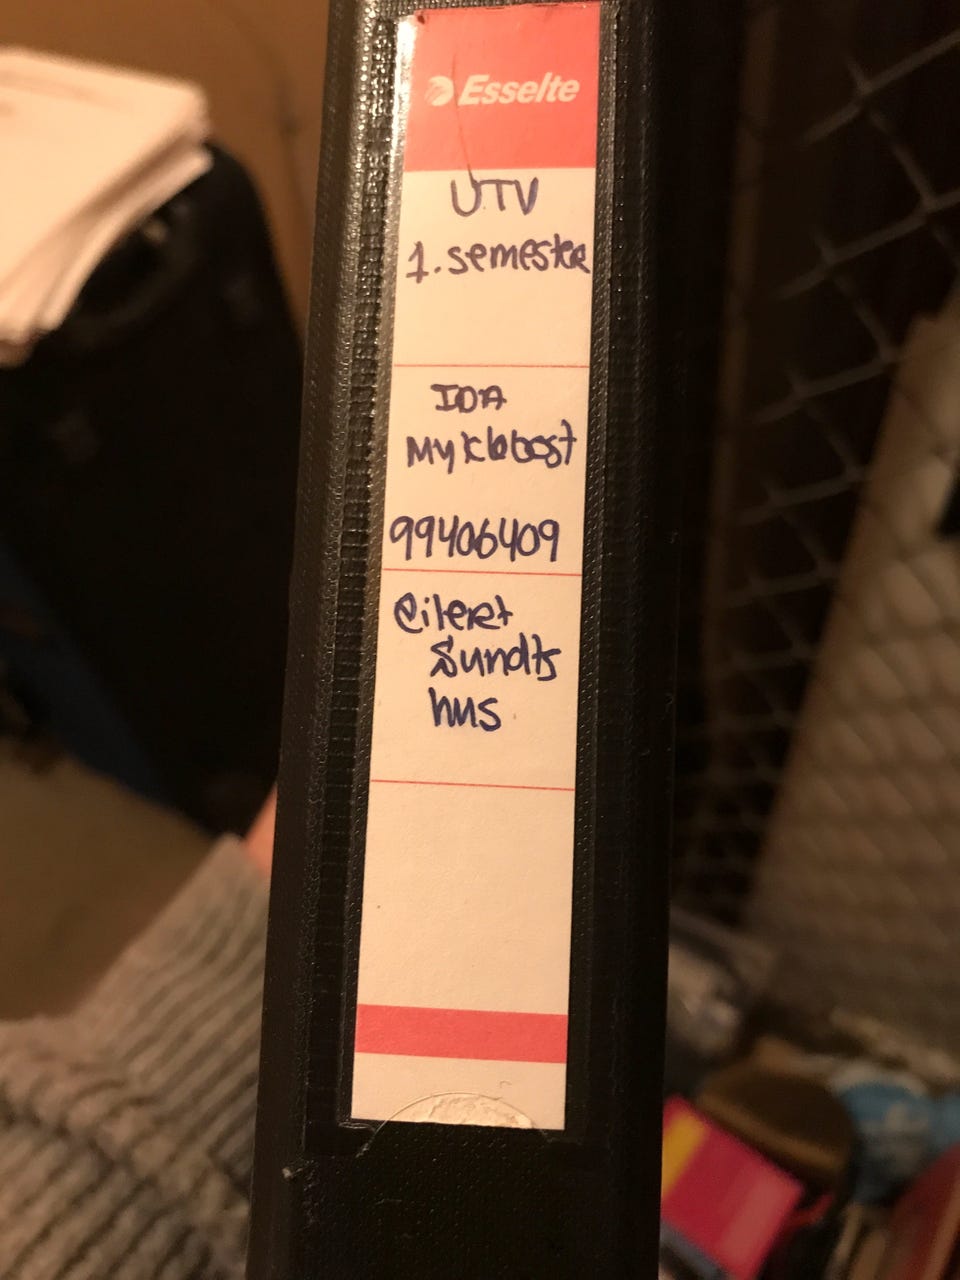 Esselte
UTV
1. semester
IDA
Myklebost
99406409
Eilert
Sundts
hus